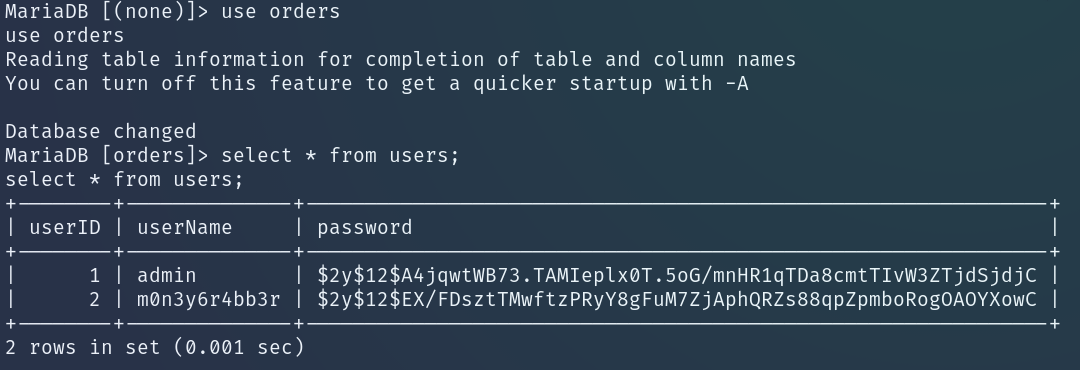 MariaDB [(none)]> use orders
use orders
Reading table information for completion of table and column names
You can turn off this feature to get a quicker startup with -A
Database changed
MariaDB [orders]> select * from users;
select * from users;
| userID | userName | password |
| 1 | admin | $2y$12$A4jqwtWB73.TAMIeplx0T.5oG/mnHR1qTDa8cmtTIvW3ZTjdSjdjC |
| 2 | m0n3y6r4bb3r | $2y$12$EX/FDsztTMwftzPRyY8gFuM7ZjAphQRZs88qpZpmboRogOAOYXowC |
2 rows in set (0.001 sec)